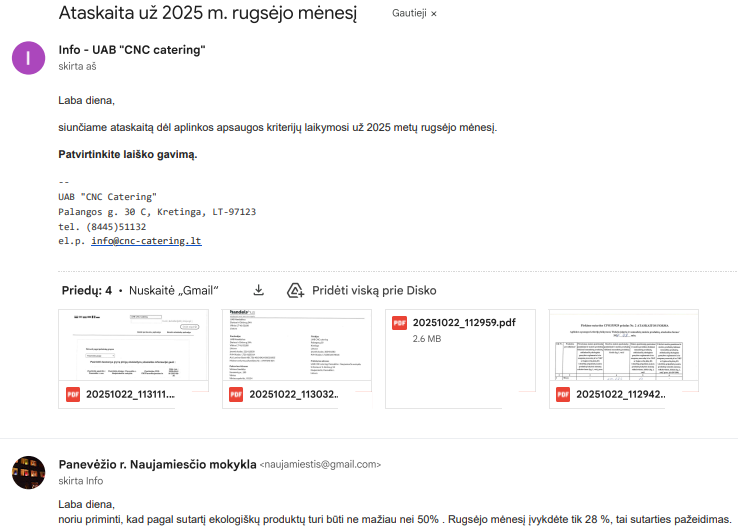 Ataskaita už 2025 m. rugsėjo mėnesį
Gautieji ×
I
Info - UAB "CNC catering"
skirta aš
Laba diena,
siunčiame ataskaitą dėl aplinkos apsaugos kriterijų laikymosi už 2025 metų rugsėjo mėnesį.
Patvirtinkite laiško gavimą.
--
UAB "CNC Catering"
Palangos g. 30 C, Kretinga, LT-97123
tel. (8445)51132
el.p. info@cnc-catering.lt
Priedų: 4 • Nuskaitė „Gmail“
Pridėti viską prie Disko
PDF 20251022_113111...
PDF 20251022_113032..
PDF 20251022_112959.pdf
2.6 MB
PDF 20251022_112942..
Panevėžio r. Naujamiesčio mokykla <naujamiestis@gmail.com>
skirta Info
Laba diena,
noriu priminti, kad pagal sutartį ekologiškų produktų turi būti ne mažiau nei 50% . Rugsėjo mėnesį įvykdėte tik 28 %, tai sutarties pažeidimas.